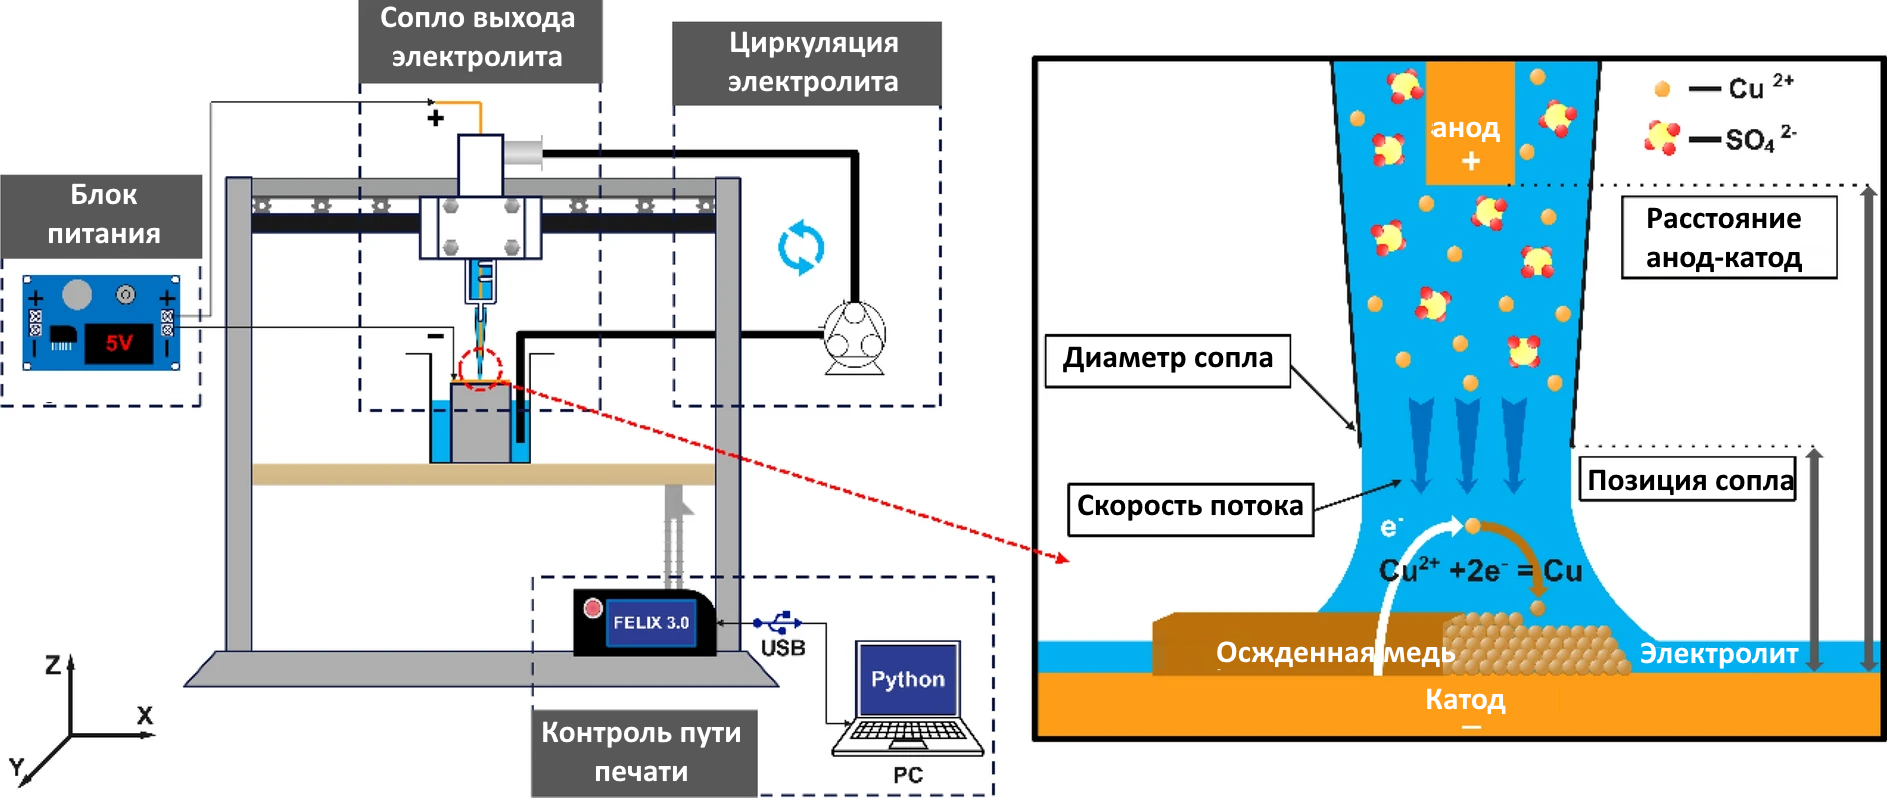 Сопло выхода
электролита
Циркуляция
электролита
Блок
питания
+
+
+
5V
−
FELIX 3.0
USB
Python
PC
Контроль пути
печати
Z
X
Y
анод
+
Cu 2+
SO4 2-
Расстояние
анод-катод
Диаметр сопла
Позиция сопла
Скорость потока
e-
Cu2+ +2e- = Cu
Осжденная медь
Электролит
Катод
−